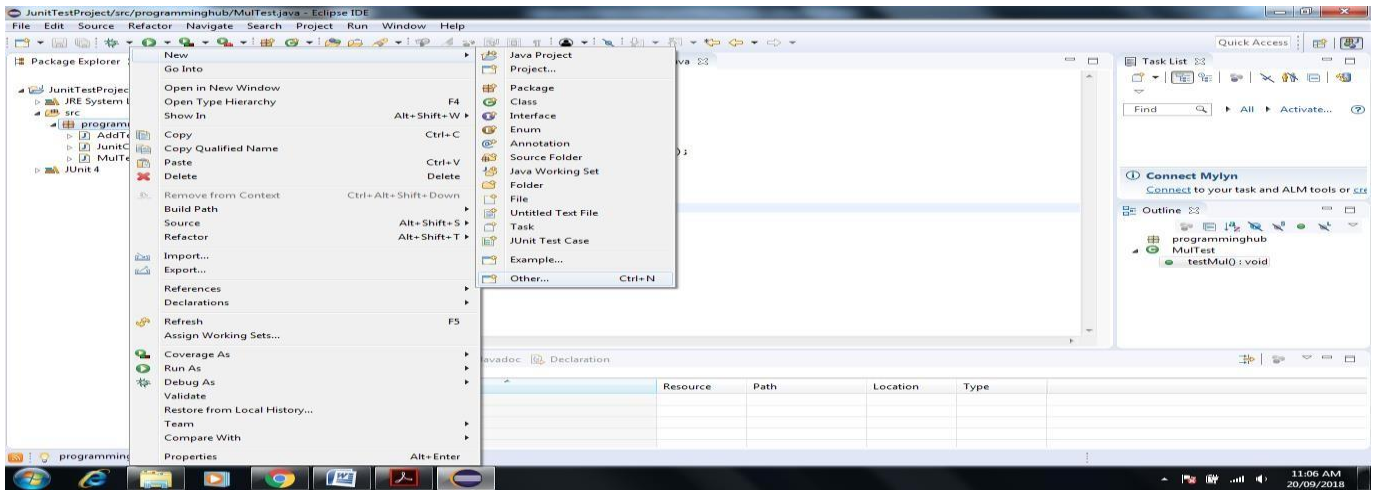 JunitTestProject/src/programminghub/MulTest.java - Eclipse IDE
File Edit Source Refactor Navigate Search Project Run Window Help
Quick Access
Package Explorer
JunitTestProjec
JRE System L
src
programm
AddTe
JunitC
MulTe
JUnit 4
New
Go Into
Open in New Window
Open Type Hierarchy F4
Show In Alt+Shift+W
Copy Ctrl+C
Copy Qualified Name
Paste Ctrl+V
Delete Delete
Remove from Context Ctrl+Alt+Shift+Down
Build Path
Source Alt+Shift+S
Refactor Alt+Shift+T
Import...
Export...
References
Declarations
Refresh F5
Assign Working Sets...
Coverage As
Run As
Debug As
Validate
Restore from Local History...
Team
Compare With
Properties Alt+Enter
Java Project
Project...
Package
Class
Interface
Enum
Annotation
Source Folder
Java Working Set
Folder
File
Untitled Text File
Task
JUnit Test Case
Example...
Other... Ctrl+N
va
);
Task List
Find All Activate...
Connect Mylyn
Connect to your task and ALM tools or cre
Outline
programminghub
MulTest
testMul() : void
avadoc Declaration
Resource Path Location Type
programming
11:06 AM
20/09/2018